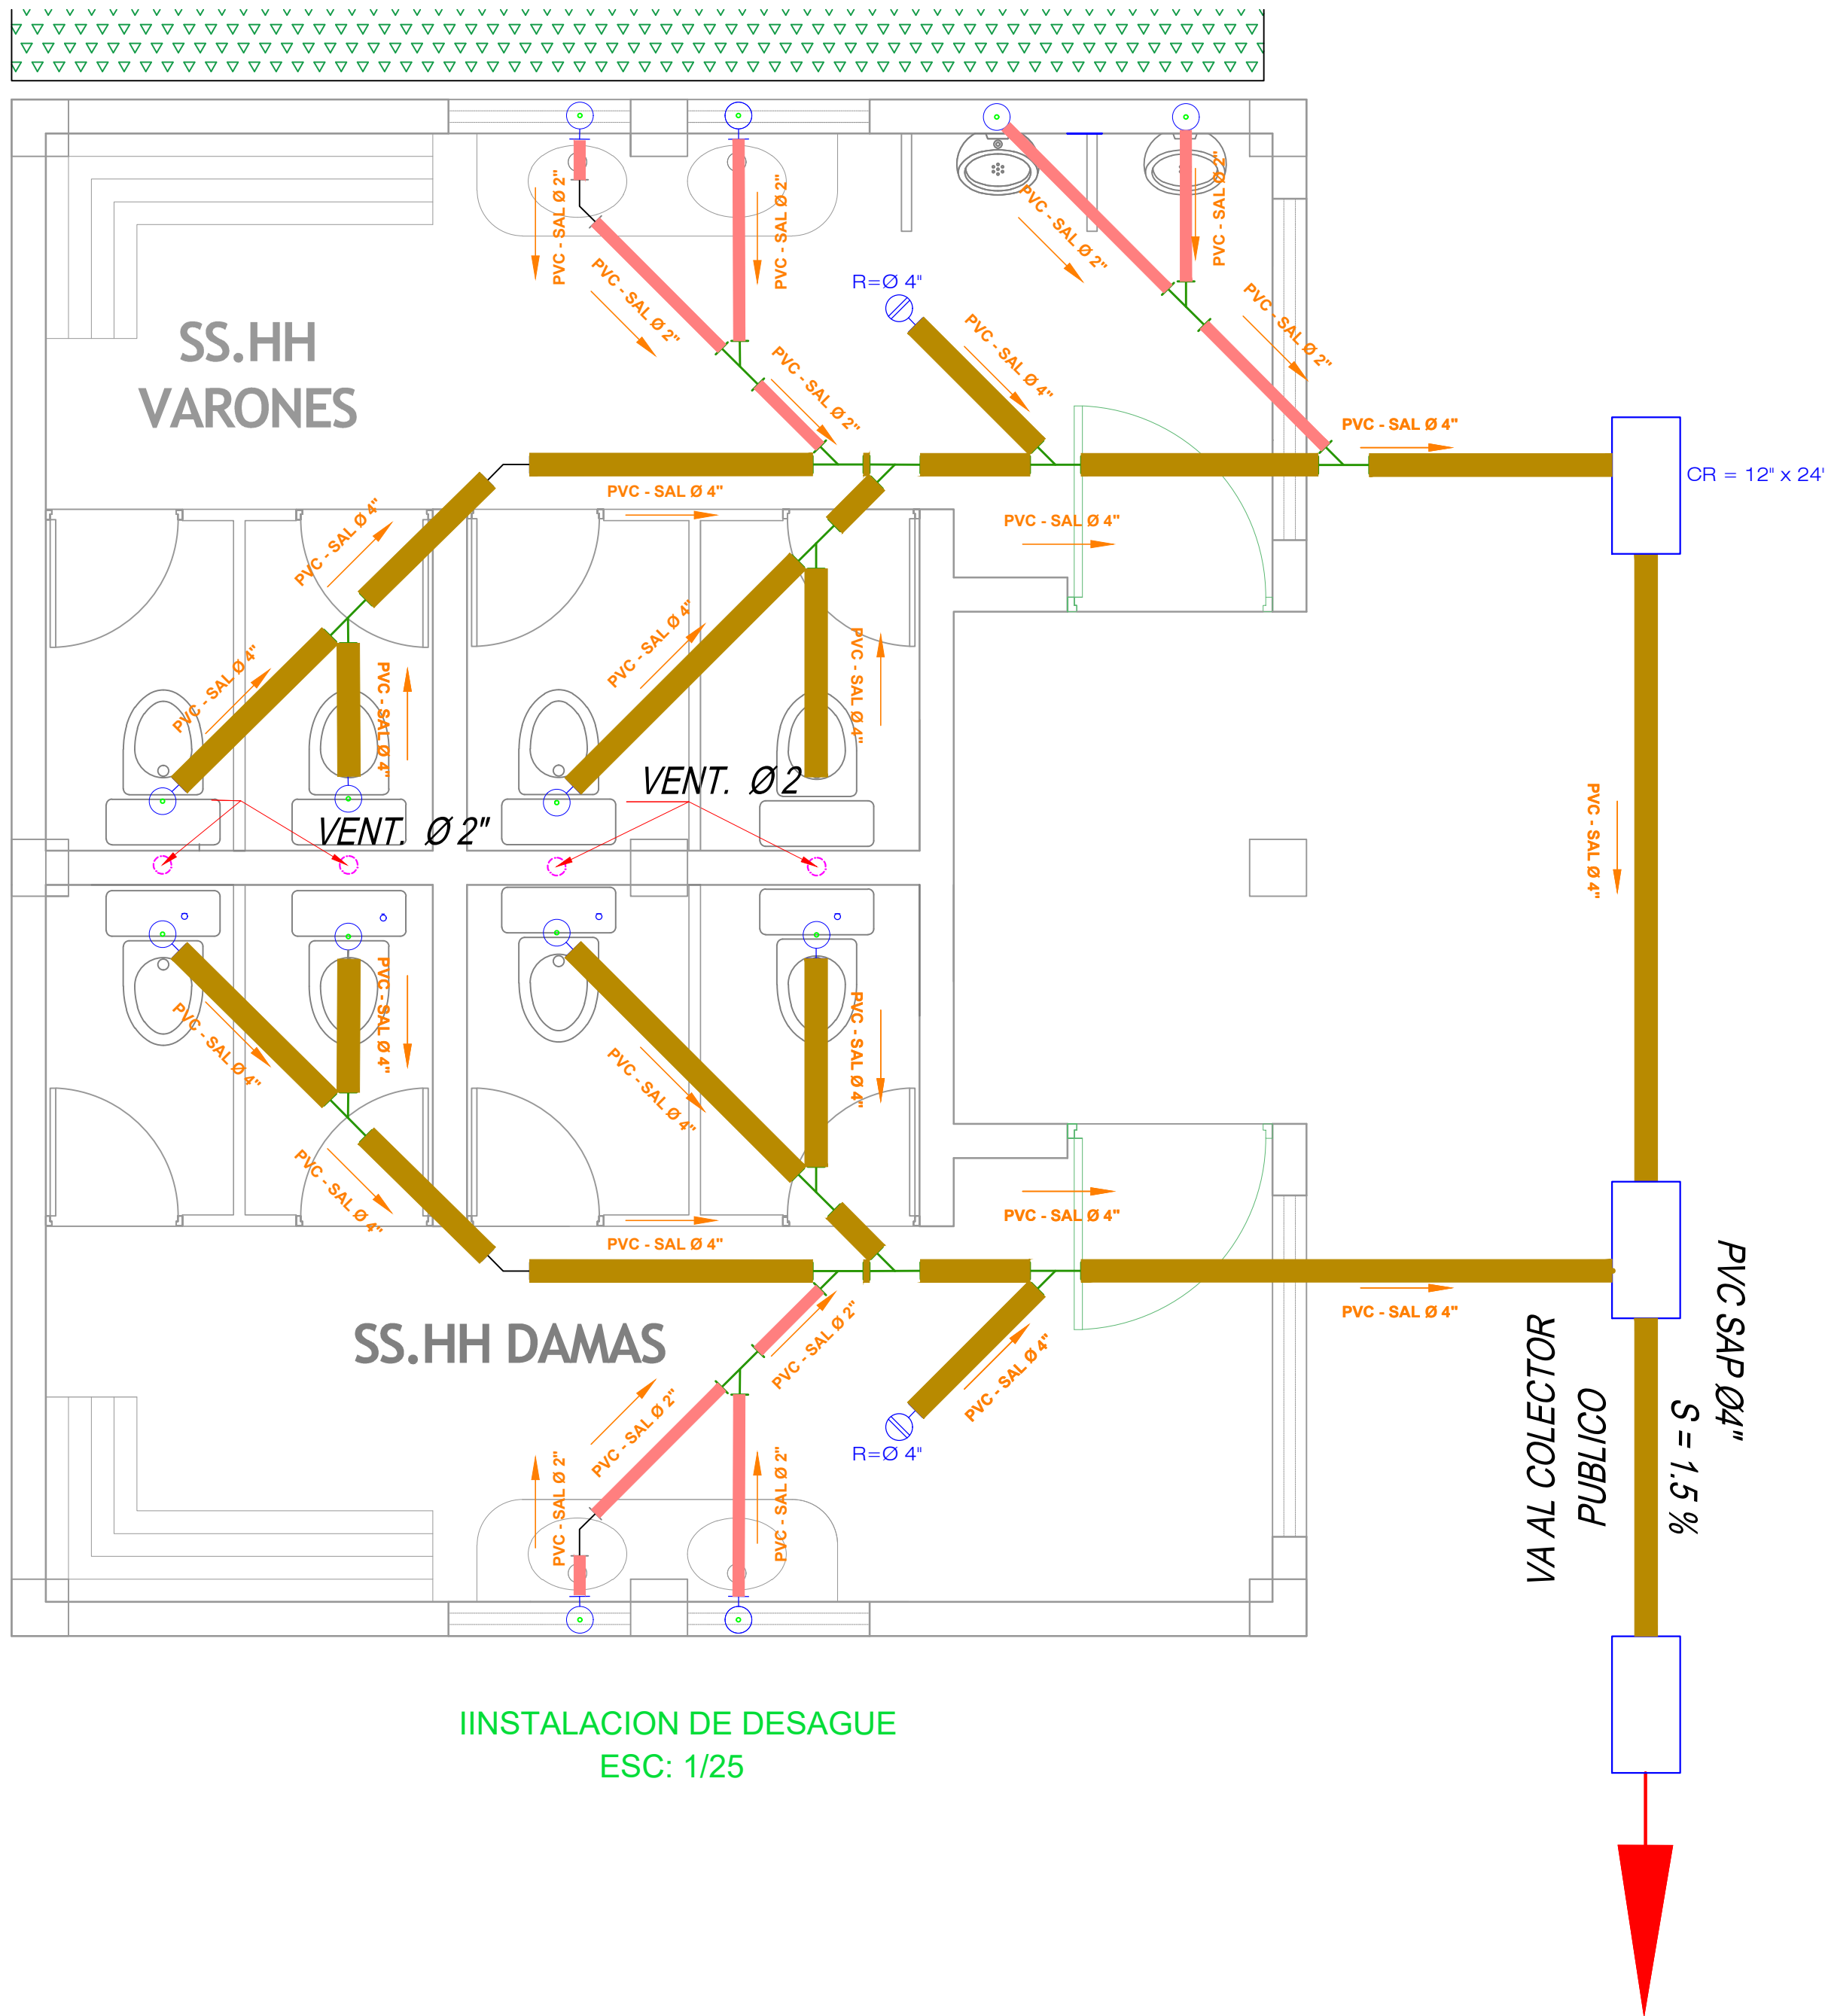 PVC - SAL Ø 2"
PVC - SAL Ø 2"
PVC - SAL Ø 2"
PVC - SAL Ø 2"
PVC - SAL Ø 2"
R=Ø 4"
PVC - SAL Ø 4"
PVC - SAL Ø 2"
PVC - SAL Ø 2"
SS.HH
VARONES
PVC - SAL Ø 4"
CR = 12" x 24'
PVC - SAL Ø 4"
PVC - SAL Ø 4"
PVC - SAL Ø 4"
PVC - SAL Ø 4"
PVC - SAL Ø 4"
PVC - SAL Ø 4"
PVC - SAL Ø 4"
VENT. Ø 2
VENT. Ø 2"
PVC - SAL Ø 4"
PVC - SAL Ø 4"
PVC - SAL Ø 4"
PVC - SAL Ø 4"
PVC - SAL Ø 4"
PVC - SAL Ø 4"
PVC - SAL Ø 4"
PVC - SAL Ø 4"
PVC - SAL Ø 4"
SS.HH DAMAS
PVC - SAL Ø 2"
PVC - SAL Ø 4"
PVC - SAL Ø 2"
R=Ø 4"
PVC - SAL Ø 2"
PVC - SAL Ø 2"
PVC SAP Ø4"
S = 1.5 %
VA AL COLECTOR
PUBLICO
IINSTALACION DE DESAGUE
ESC: 1/25